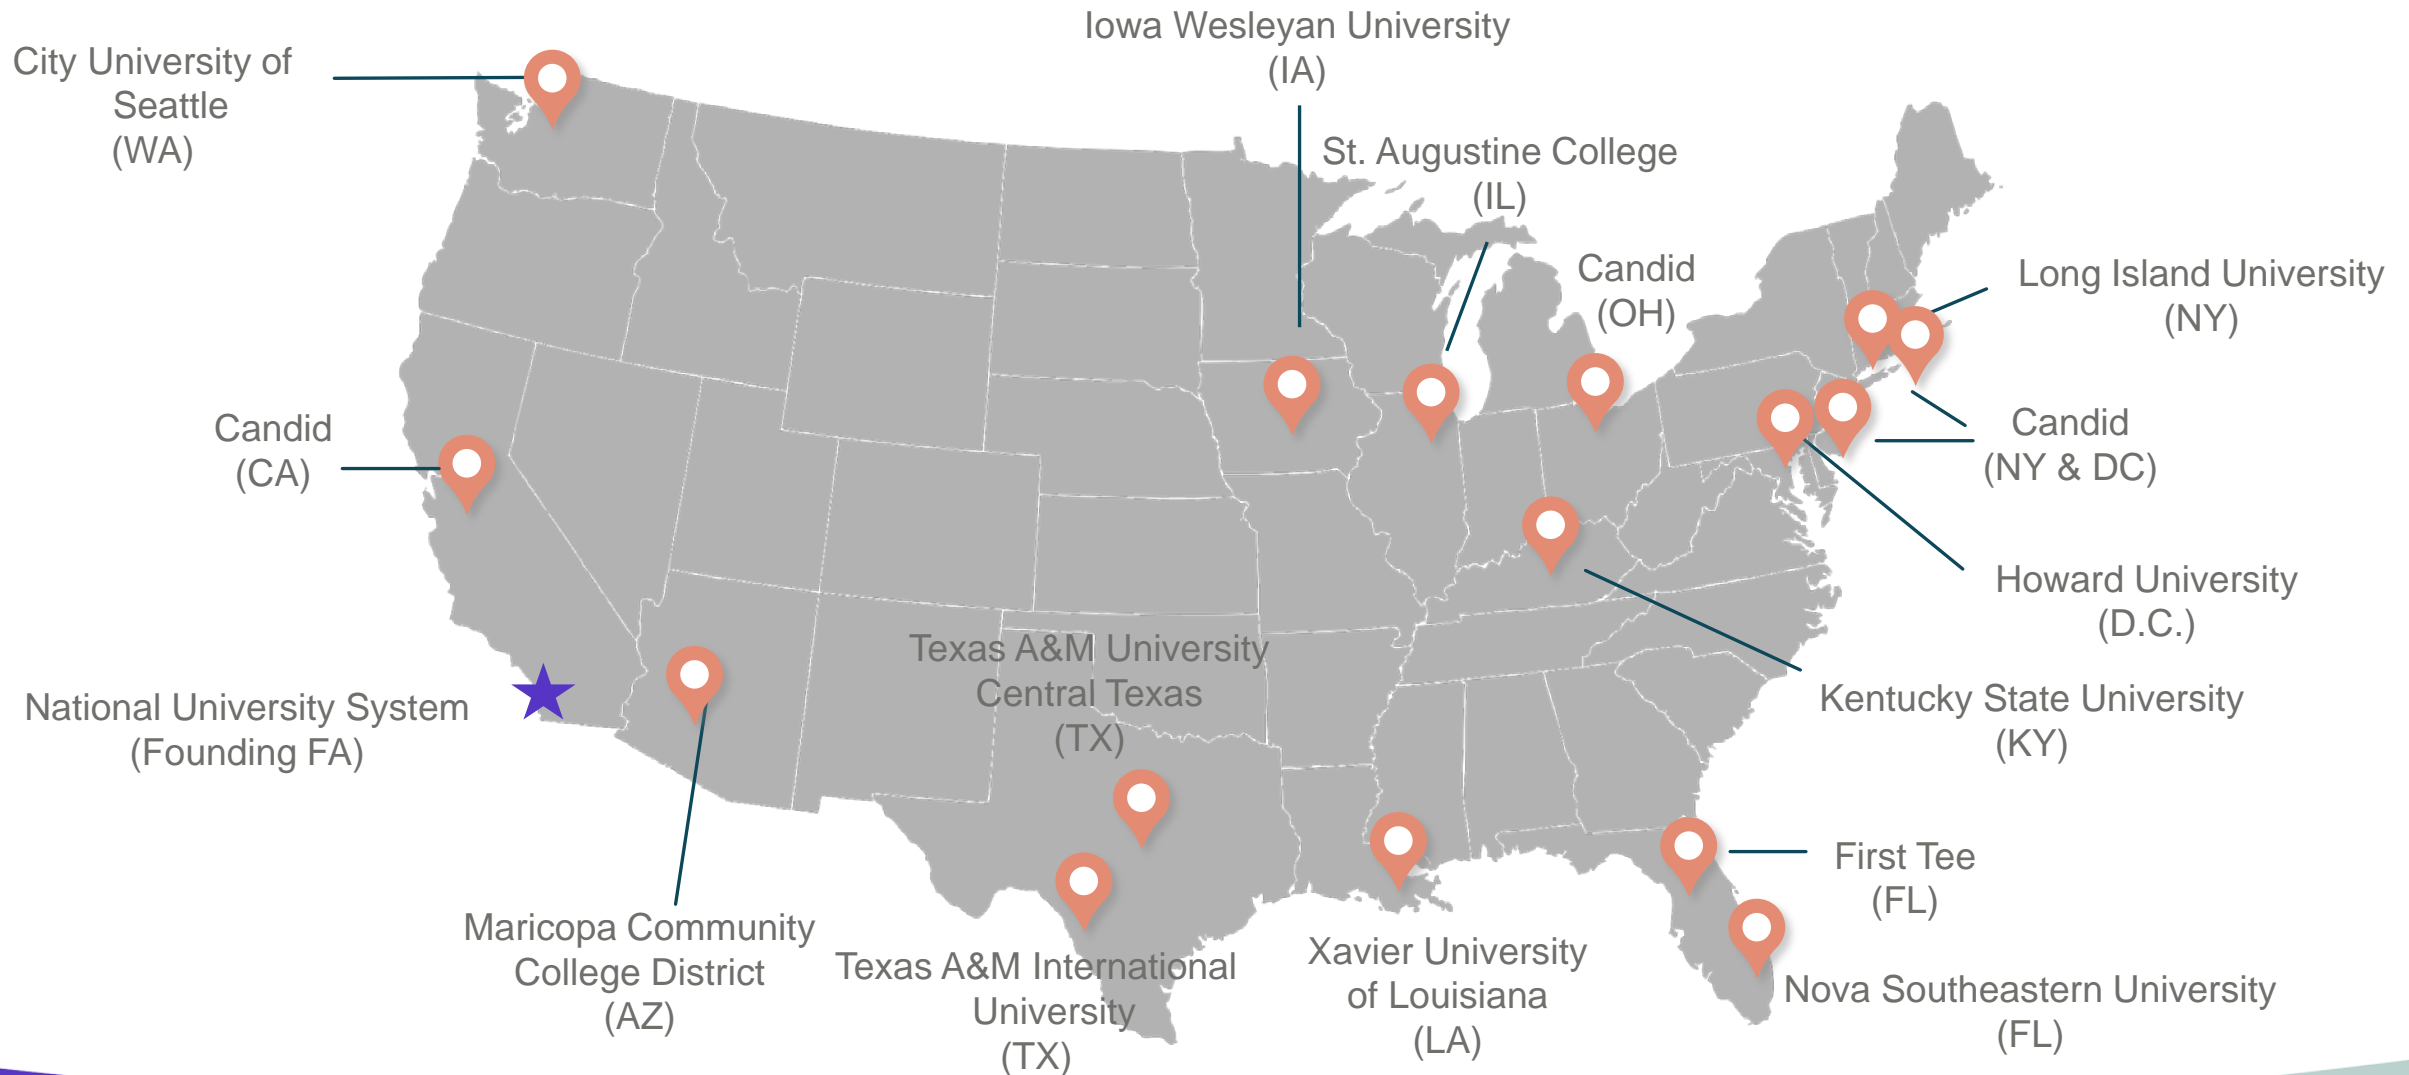 Iowa Wesleyan University
(IA)
City University of
Seattle
(WA)
St. Augustine College
(IL)
Candid
(OH)
Long Island University
(NY)
Candid
(CA)
Candid
(NY & DC)
Howard University
(D.C.)
Texas A&M University
Central Texas
(TX)
Kentucky State University
(KY)
National University System
(Founding FA)
First Tee
(FL)
Maricopa Community
College District
(AZ)
Texas A&M International
University
(TX)
Xavier University
of Louisiana
(LA)
Nova Southeastern University
(FL)